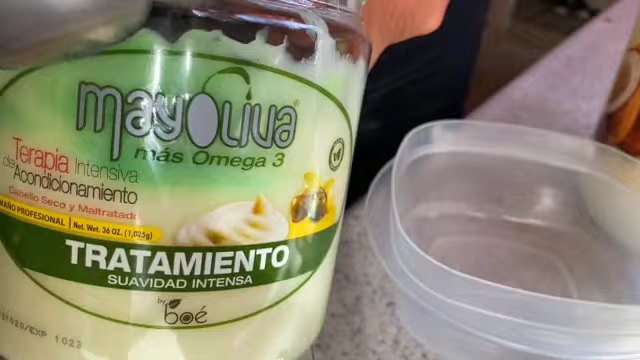 mayoliva
más Omega 3
Terapia Intensiva
de Acondicionamiento
Cabello Seco y Maltratado
TAMAÑO PROFESIONAL | Net. Wt. 36 OZ. (1,025g)
TRATAMIENTO
SUAVIDAD INTENSA
by boé
/EXP 1023